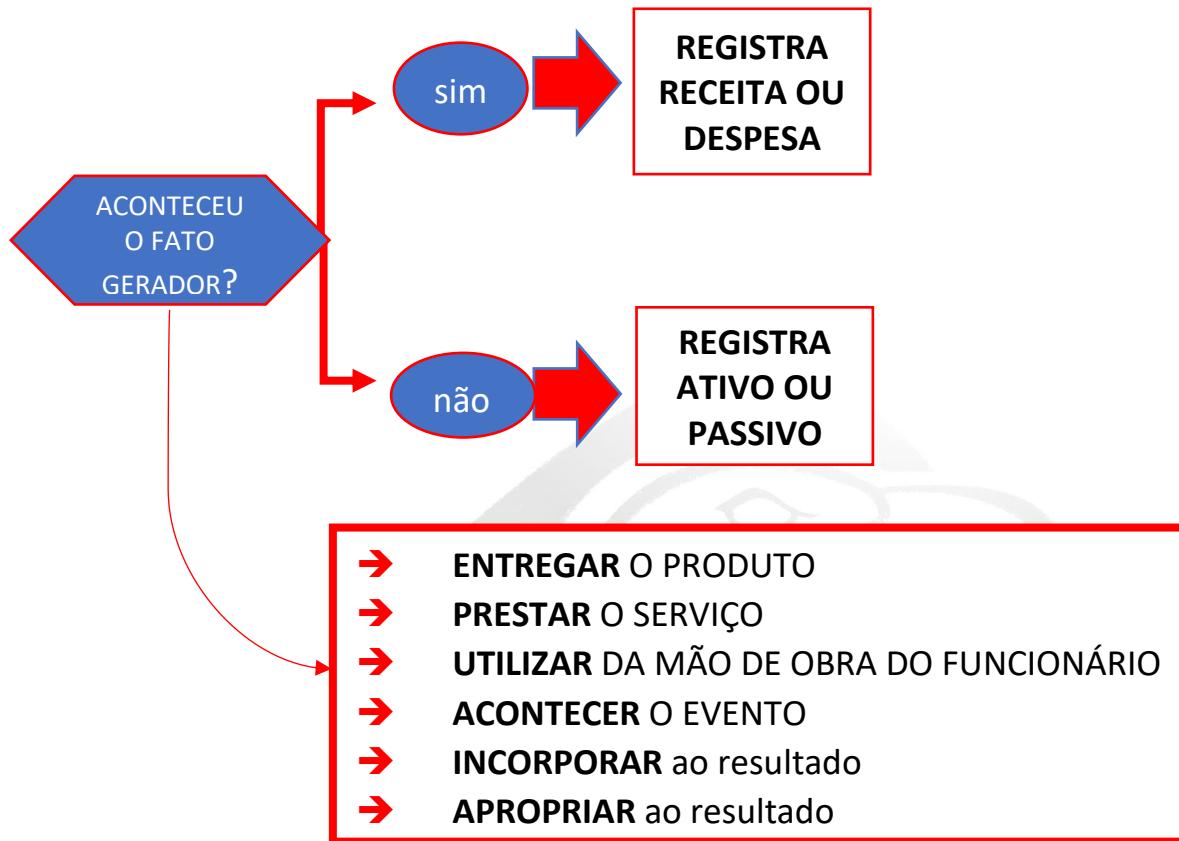 sim
REGISTRA
RECEITA OU
DESPESA
ACONTECEU
O FATO
GERADOR?
não
REGISTRA
ATIVO OU
PASSIVO
➔ ENTREGAR O PRODUTO
➔ PRESTAR O SERVIÇO
➔ UTILIZAR DA MÃO DE OBRA DO FUNCIONÁRIO
➔ ACONTECER O EVENTO
➔ INCORPORAR ao resultado
➔ APROPRIAR ao resultado